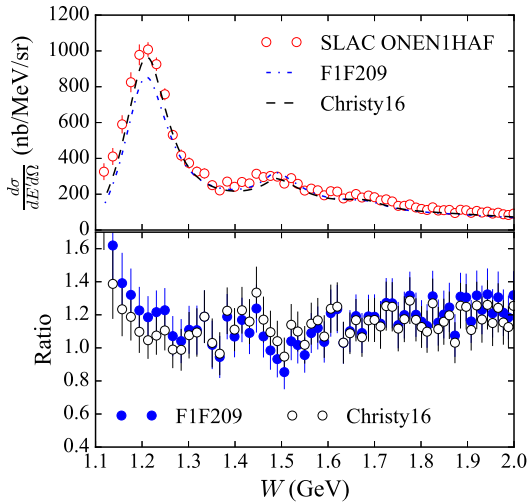 1200
1000
800
600
400
200
0
dσ/dE′dΩ (nb/MeV/sr)
SLAC ONEN1HAF
F1F209
Christy16
1.6
1.4
1.2
1.0
0.8
0.6
0.4
Ratio
F1F209 Christy16
1.1 1.2 1.3 1.4 1.5 1.6 1.7 1.8 1.9 2.0
W (GeV)